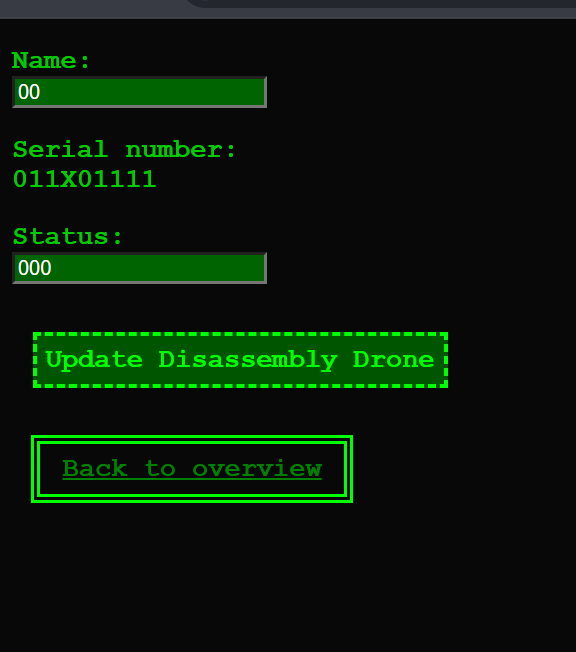 Name:
00
Serial number:
011X01111
Status:
000
Update Disassembly Drone
Back to overview